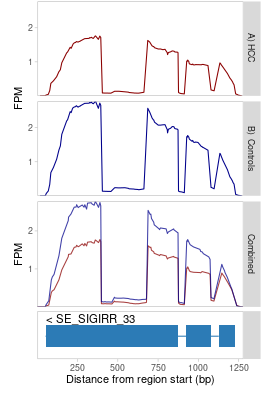 2
1
FPM
A) HCC
2
1
B) Controls
2
1
FPM
Combined
< SE_SIGIRR_33
250
500
750
1000
1250
Distance from region start (bp)